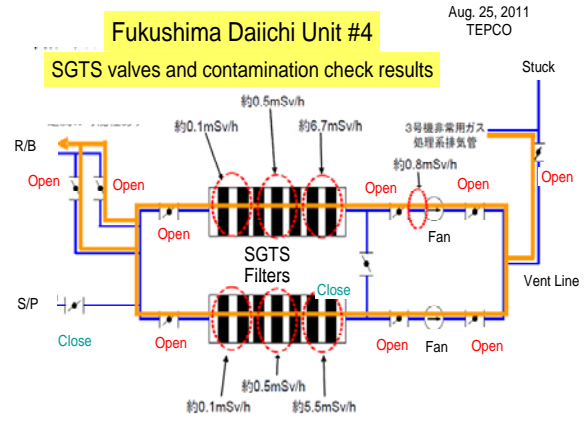 Aug. 25, 2011
TEPCO
Fukushima Daiichi Unit #4
SGTS valves and contamination check results
Stuck
約0.5mSv/h
約0.1mSv/h
約6.7mSv/h
3号機非常用ガス
処理系排気管
R/B
約0.8mSv/h
Open
Open
Open
Open
Open
Open
Fan
SGTS
Filters
Vent Line
Close
S/P
Close
Open
Open
Fan
Open
約0.5mSv/h
約0.1mSv/h
約5.5mSv/h